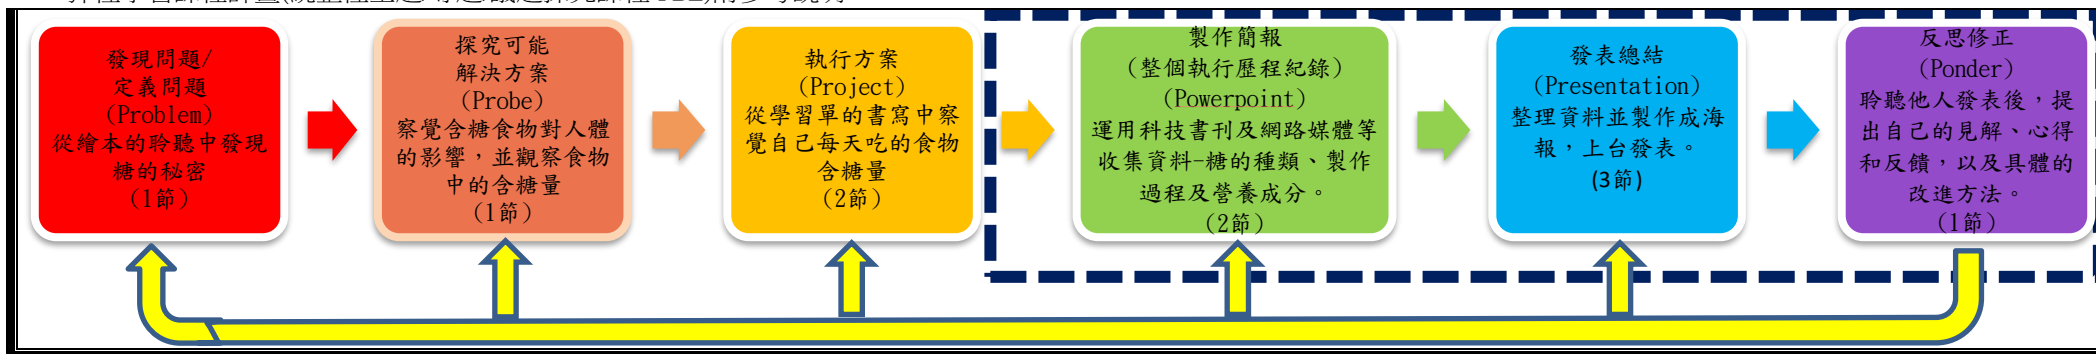 發現問題/
定義問題
(Problem)
從繪本的聆聽中發現
糖的秘密
(1節)
探究可能
解決方案
(Probe)
察覺含糖食物對人體
的影響，並觀察食物
中的含糖量
(1節)
執行方案
(Project)
從學習單的書寫中察
覺自己每天吃的食物
含糖量
(2節)
製作簡報
(整個執行歷程紀錄)
(Powerpoint)
運用科技書刊及網路媒體等
收集資料-糖的種類、製作
過程及營養成分。
(2節)
發表總結
(Presentation)
整理資料並製作成海
報，上台發表。
(3節)
反思修正
(Ponder)
聆聽他人發表後，提
出自己的見解、心得
和反饋，以及具體的
改進方法。
(1節)